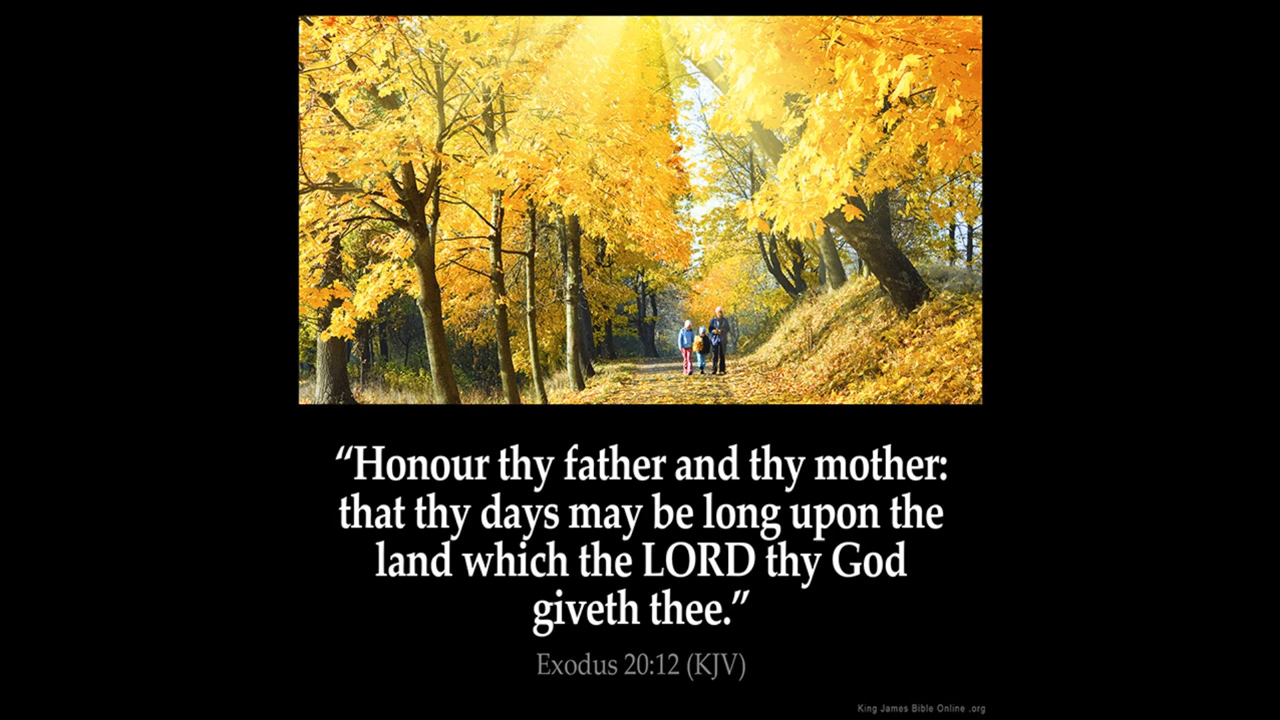 “Honour thy father and thy mother:
that thy days may be long upon the
land which the LORD thy God
giveth thee.”
Exodus 20:12 (KJV)
King James Bible Online .org